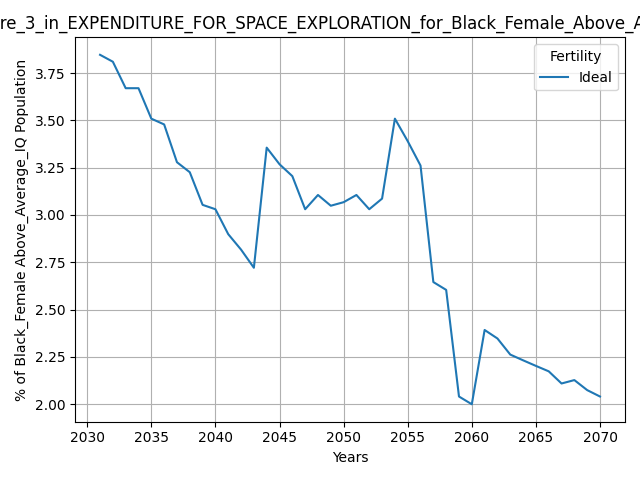 re_3_in_EXPENDITURE_FOR_SPACE_EXPLORATION_for_Black_Female_Above_A
Fertility
Ideal
% of Black_Female Above_Average_IQ Population
3.75
3.50
3.25
3.00
2.75
2.50
2.25
2.00
2030 2035 2040 2045 2050 2055 2060 2065 2070
Years